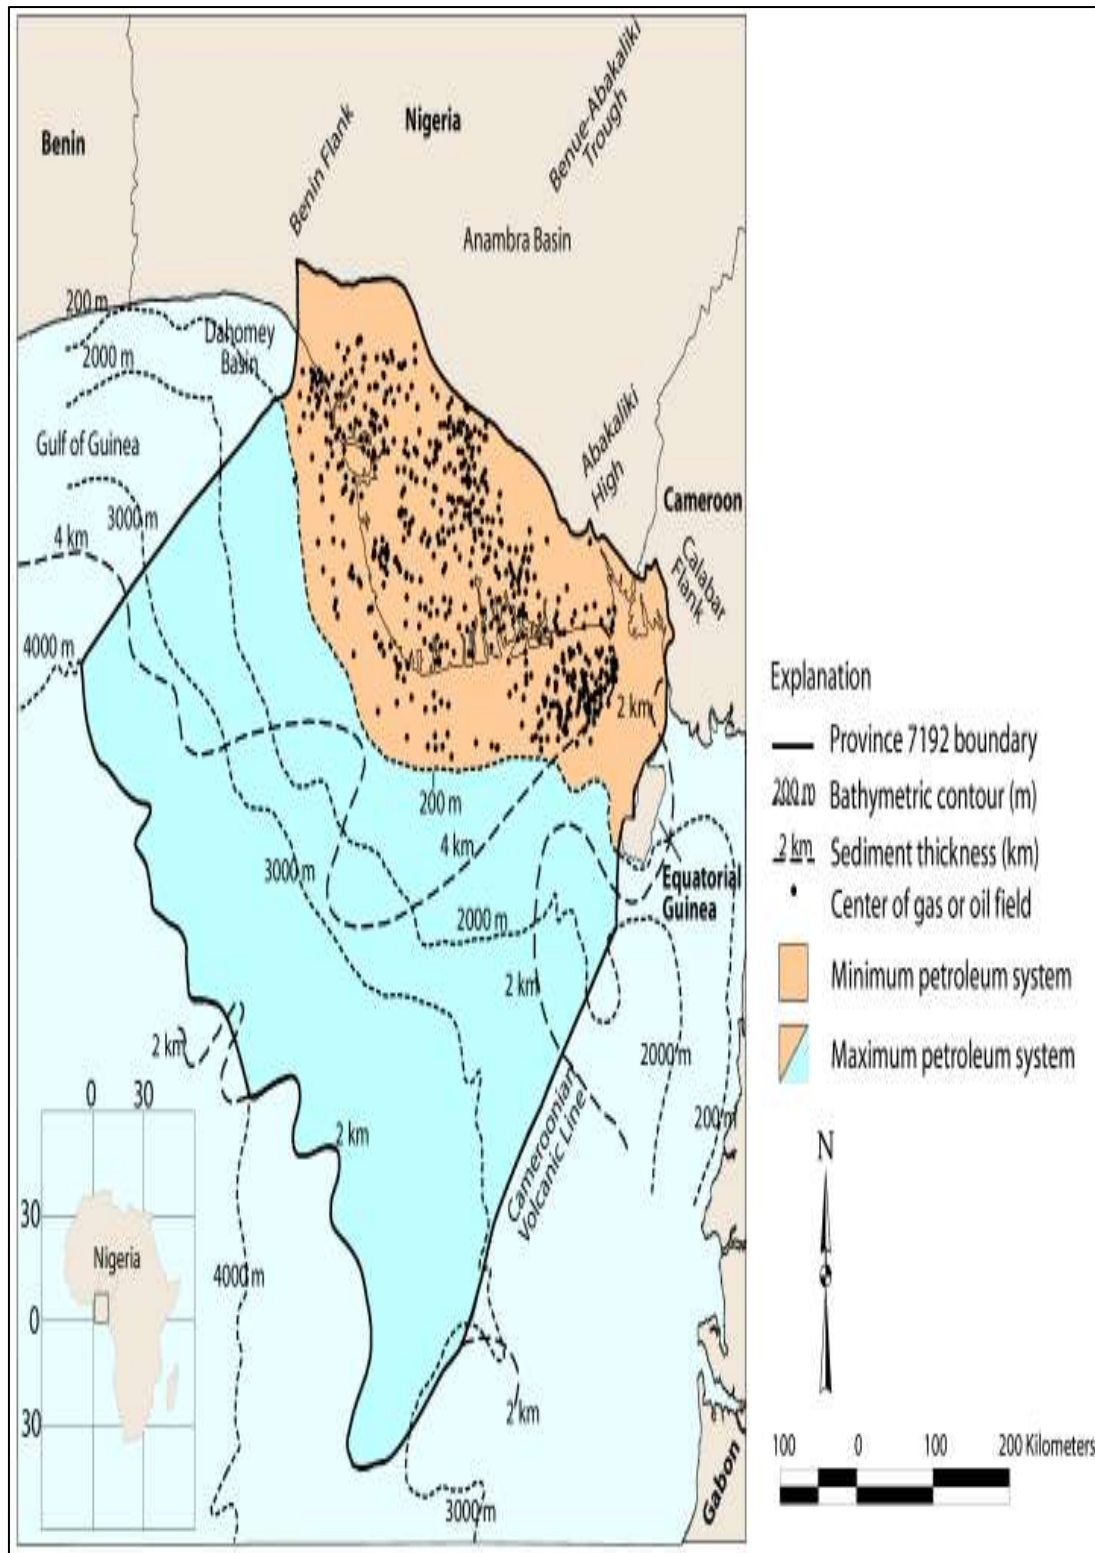 Benin
Nigeria
Benin Flank
Benue-Abakaliki
Trough
Anambra Basin
200 m
2000 m
Dahomey
Basin
Gulf of Guinea
3000 m
4 km
4000 m
Abakaliki
High
Cameroon
Calabar
Flank
2 km
200 m
4 km
3000 m
2000 m
Equatorial
Guinea
2 km
2 km
2000 m
200 m
2 km
Cameroonian
Volcanic Line
4000 m
2 km
3000 m
Gabon
0 30
30
Nigeria
0
30
Explanation
Province 7192 boundary
200 m Bathymetric contour (m)
2 km Sediment thickness (km)
Center of gas or oil field
Minimum petroleum system
Maximum petroleum system
N
100 0 100 200 Kilometers